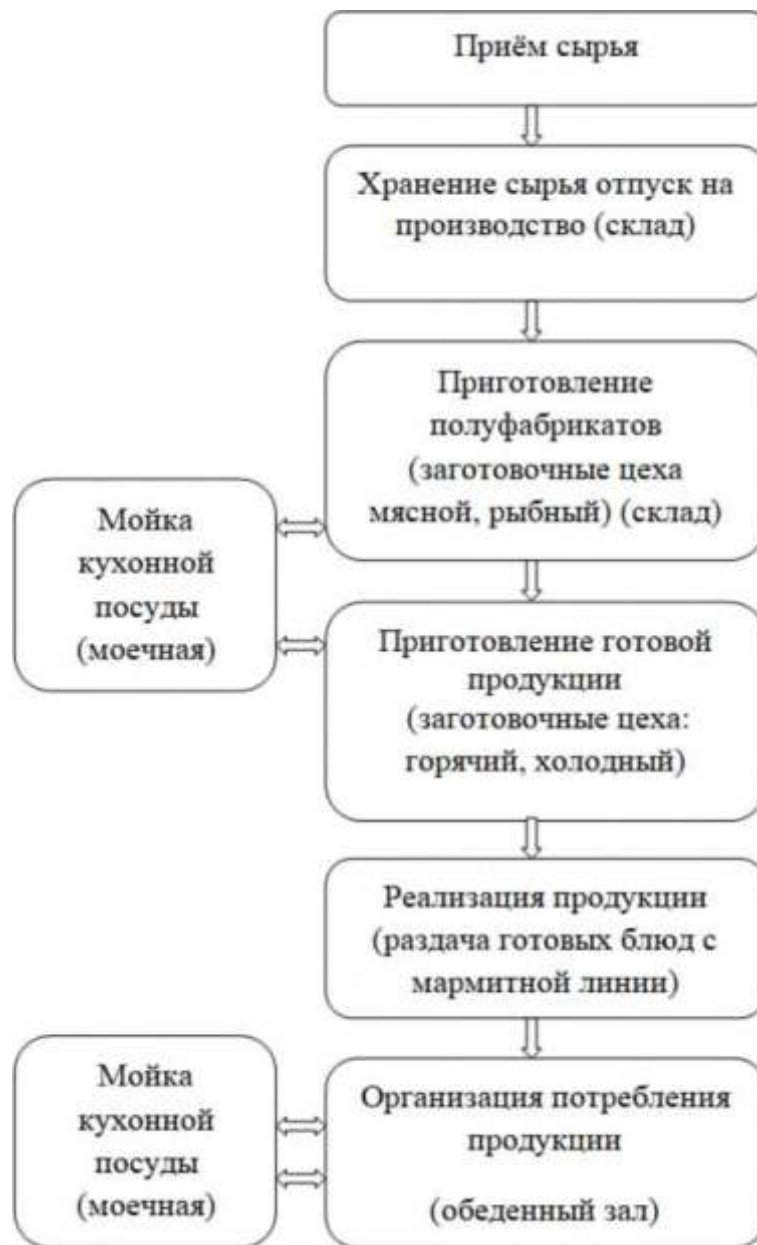 Приём сырья
Хранение сырья отпуск на
производство (склад)
Приготовление
полуфабрикатов
(заготовочные цеха
мясной, рыбный) (склад)
Мойка
кухонной
посуды
(моечная)
Приготовление готовой
продукции
(заготовочные цеха:
горячий, холодный)
Реализация продукции
(раздача готовых блюд с
мармитной линии)
Мойка
кухонной
посуды
(моечная)
Организация потребления
продукции
(обеденный зал)